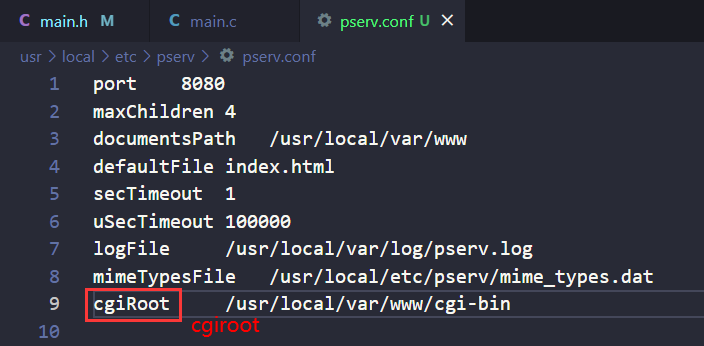 main.h M main.c pserv.conf U
usr > local > etc > pserv > pserv.conf
1 port 8080
2 maxChildren 4
3 documentsPath /usr/local/var/www
4 defaultFile index.html
5 secTimeout 1
6 uSecTimeout 100000
7 logFile /usr/local/var/log/pserv.log
8 mimeTypesFile /usr/local/etc/pserv/mime_types.dat
9 cgiRoot /usr/local/var/www/cgi-bin
cgiroot
10